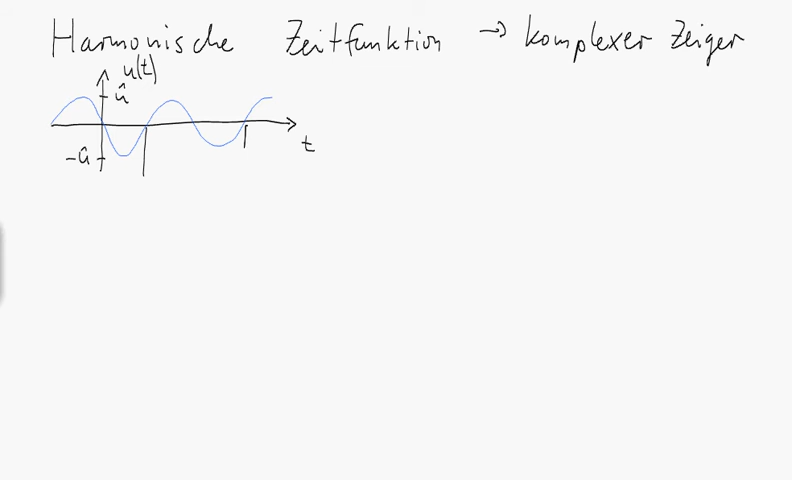 Harmonische Zeitfunktion → komplexer Zeiger
u(t)
û
-û
t